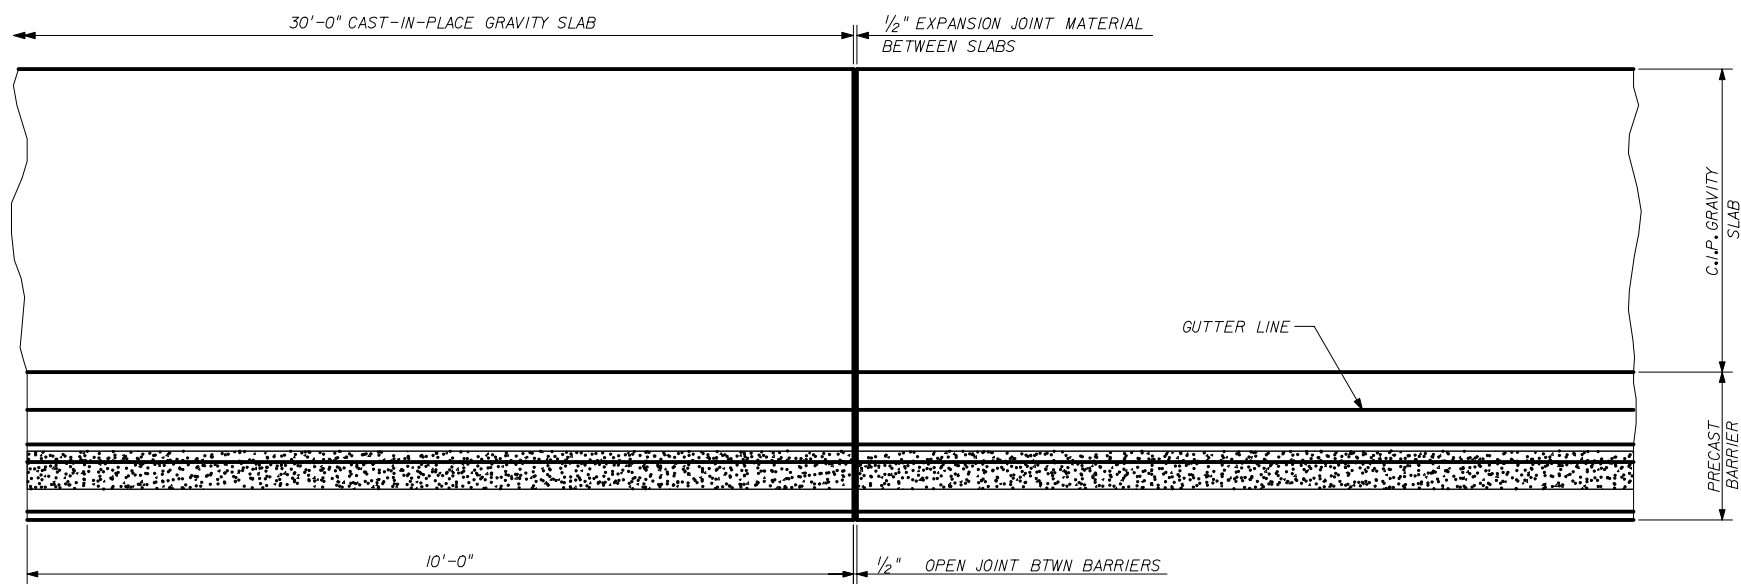 30'-0" CAST-IN-PLACE GRAVITY SLAB
1/2" EXPANSION JOINT MATERIAL
BETWEEN SLABS
C.I.P. GRAVITY
SLAB
GUTTER LINE
PRECAST
BARRIER
10'-0"
1/2" OPEN JOINT BTWN BARRIERS